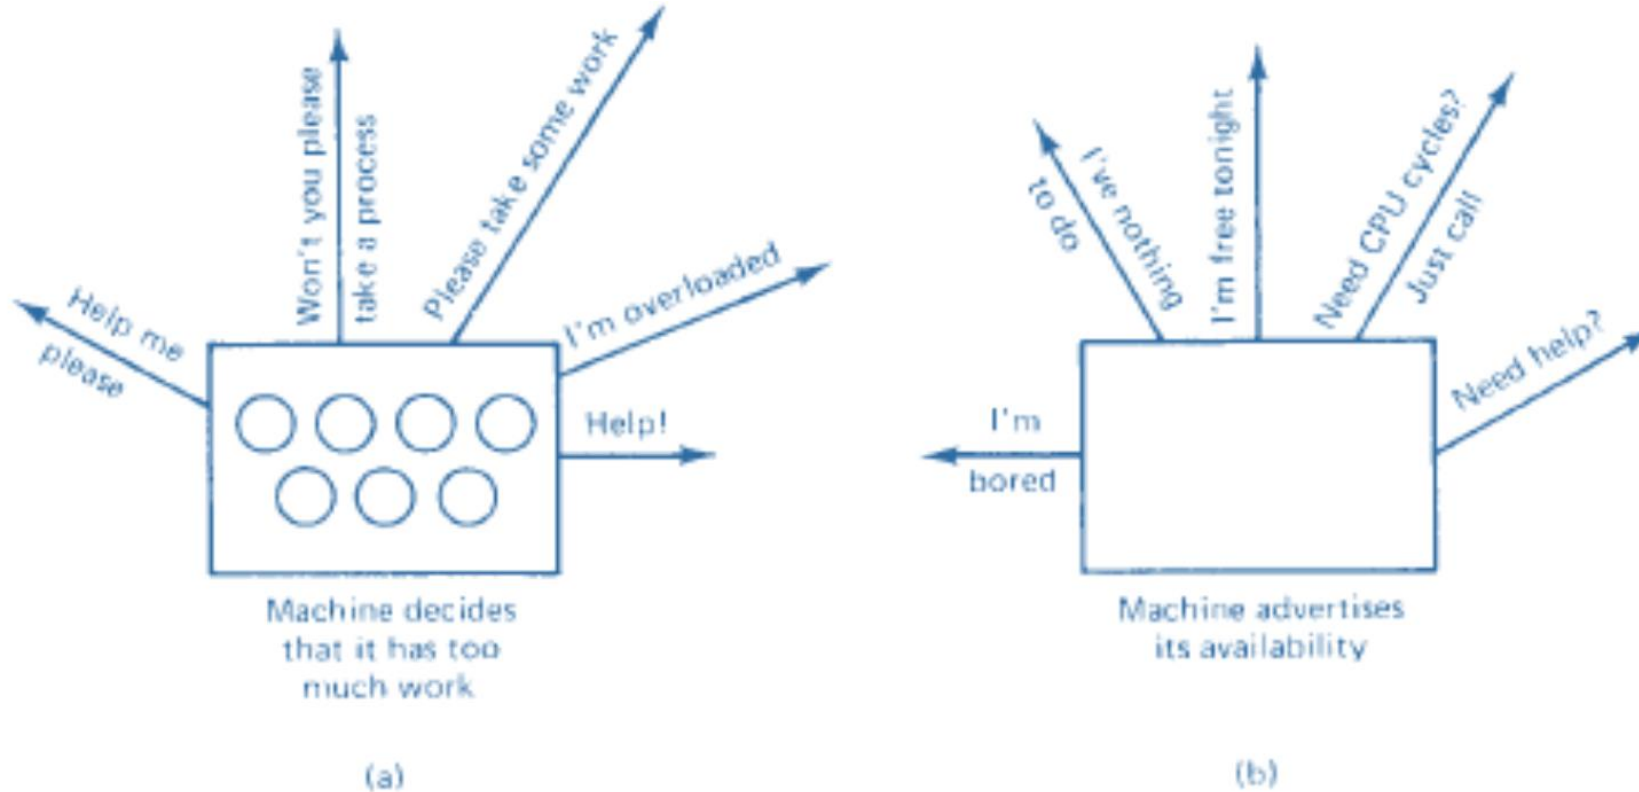 Help me
please
Won't you please
take a process
Please take some work
I'm overloaded
Help!
Machine decides
that it has too
much work
(a)
I'm
bored
I've nothing
to do
I'm free tonight
Need CPU cycles?
Just call
Need help?
Machine advertises
its availability
(b)